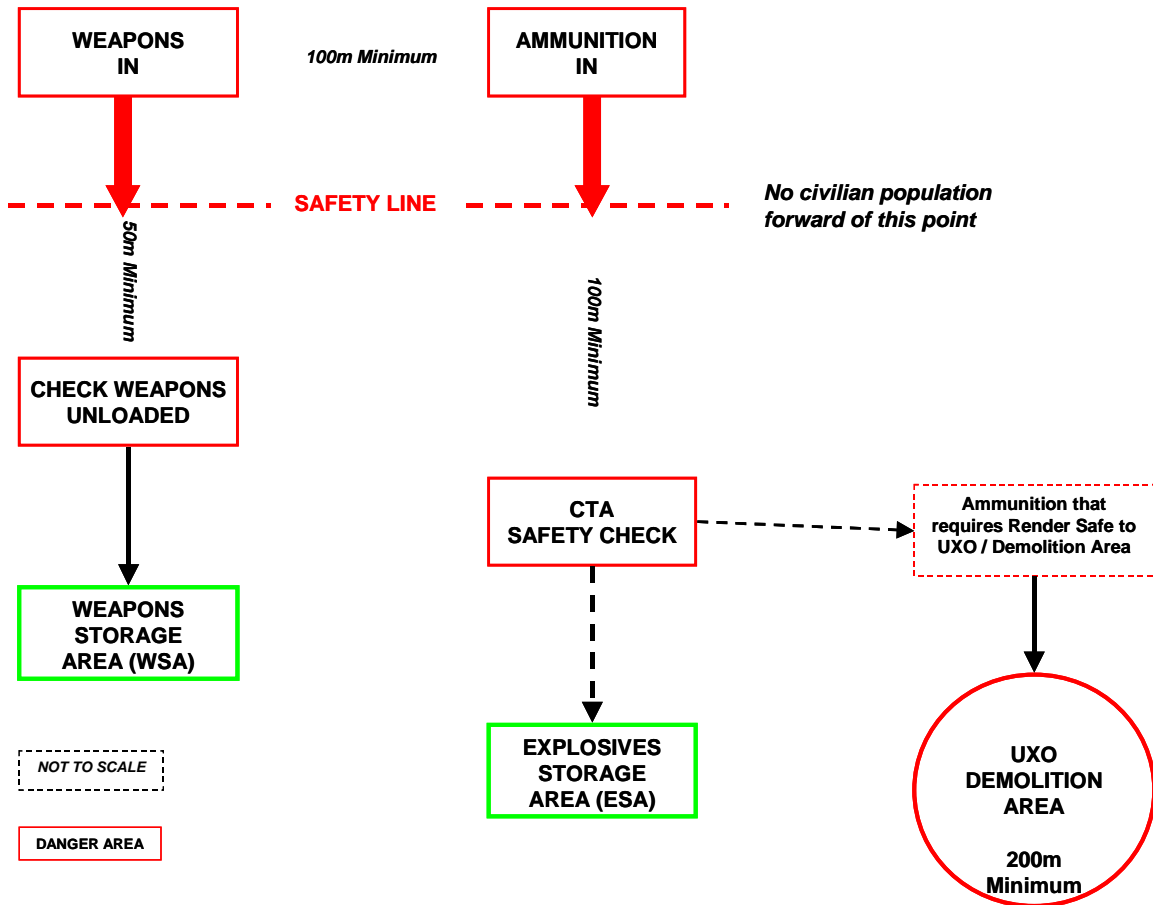 WEAPONS
IN
100m Minimum
AMMUNITION
IN
SAFETY LINE
No civilian population
forward of this point
50m Minimum
100m Minimum
CHECK WEAPONS
UNLOADED
CTA
SAFETY CHECK
Ammunition that
requires Render Safe to
UXO / Demolition Area
WEAPONS
STORAGE
AREA (WSA)
EXPLOSIVES
STORAGE
AREA (ESA)
UXO
DEMOLITION
AREA
200m
Minimum
NOT TO SCALE
DANGER AREA